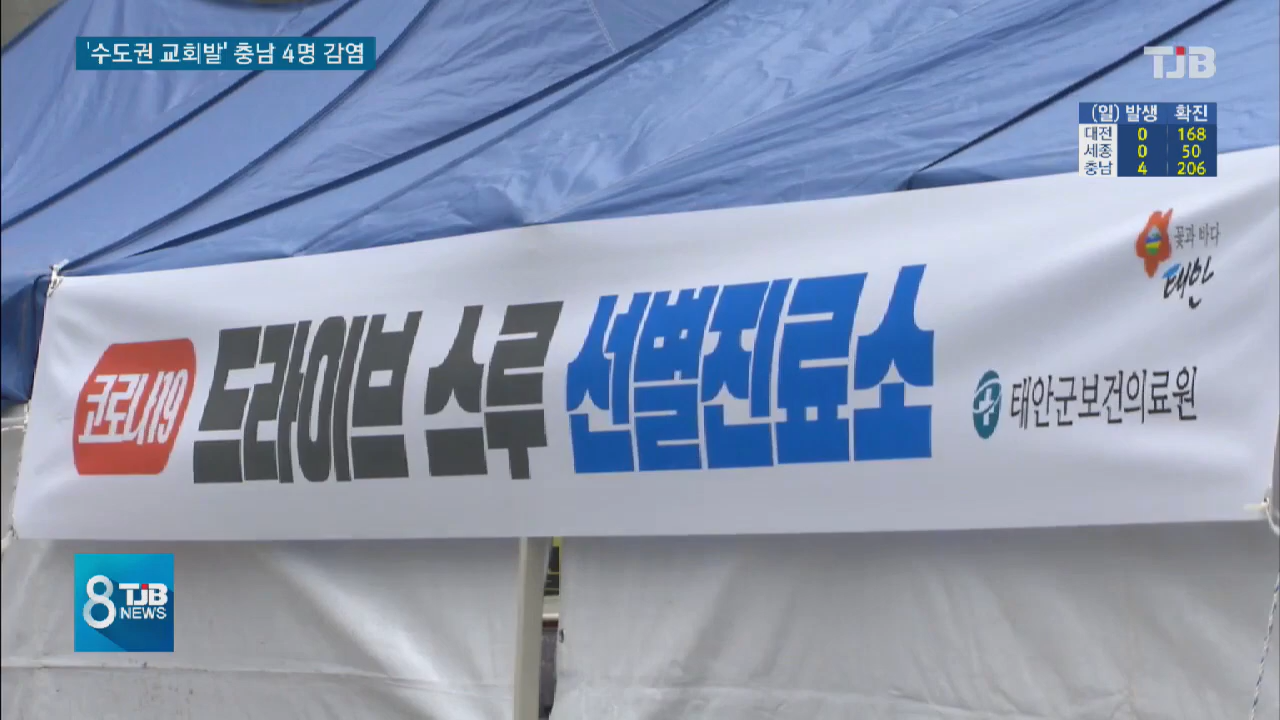 '수도권 교회발' 충남 4명 감염
TJB
(일) 발생 확진
대전 0 168
세종 0 50
충남 4 206
꽃과 바다
태안
코로나19 드라이브 스루 선별진료소
태안군보건의료원
8 TJB
NEWS